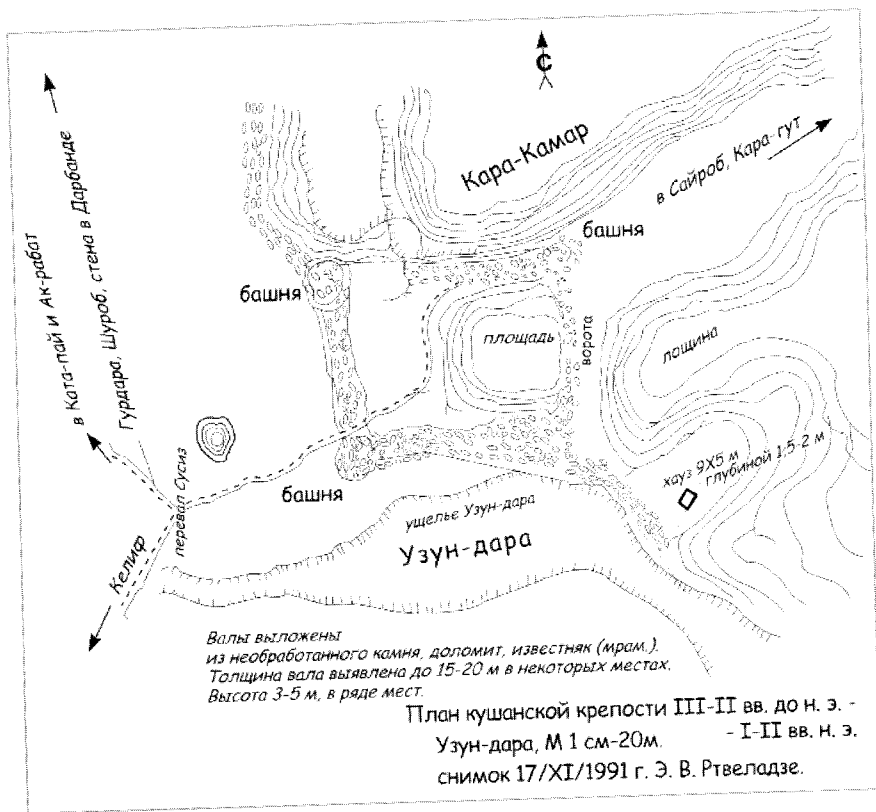 С
Кара-Камар
в Сайроб, Кара-гут
башня
в Ката-пай и Ак-рабат
Гурдара, Шуроб, стена в Дарбанде
башня
площадь
ворота
лощина
хауз 9Х5 м
глубиной 1,5-2 м
башня
перевал Сусиз
Келиф
ущелье Узун-дара
Узун-дара
Валы выложены
из необработанного камня, доломит, известняк (мрам.).
Толщина вала выявлена до 15-20 м в некоторых местах,
Высота 3-5 м, в ряде мест.
План кушанской крепости III-II вв. до н. э. -
Узун-дара, М 1 см-20м. - I-II вв. н. э.
снимок 17/XI/1991 г. Э. В. Ртвеладзе.